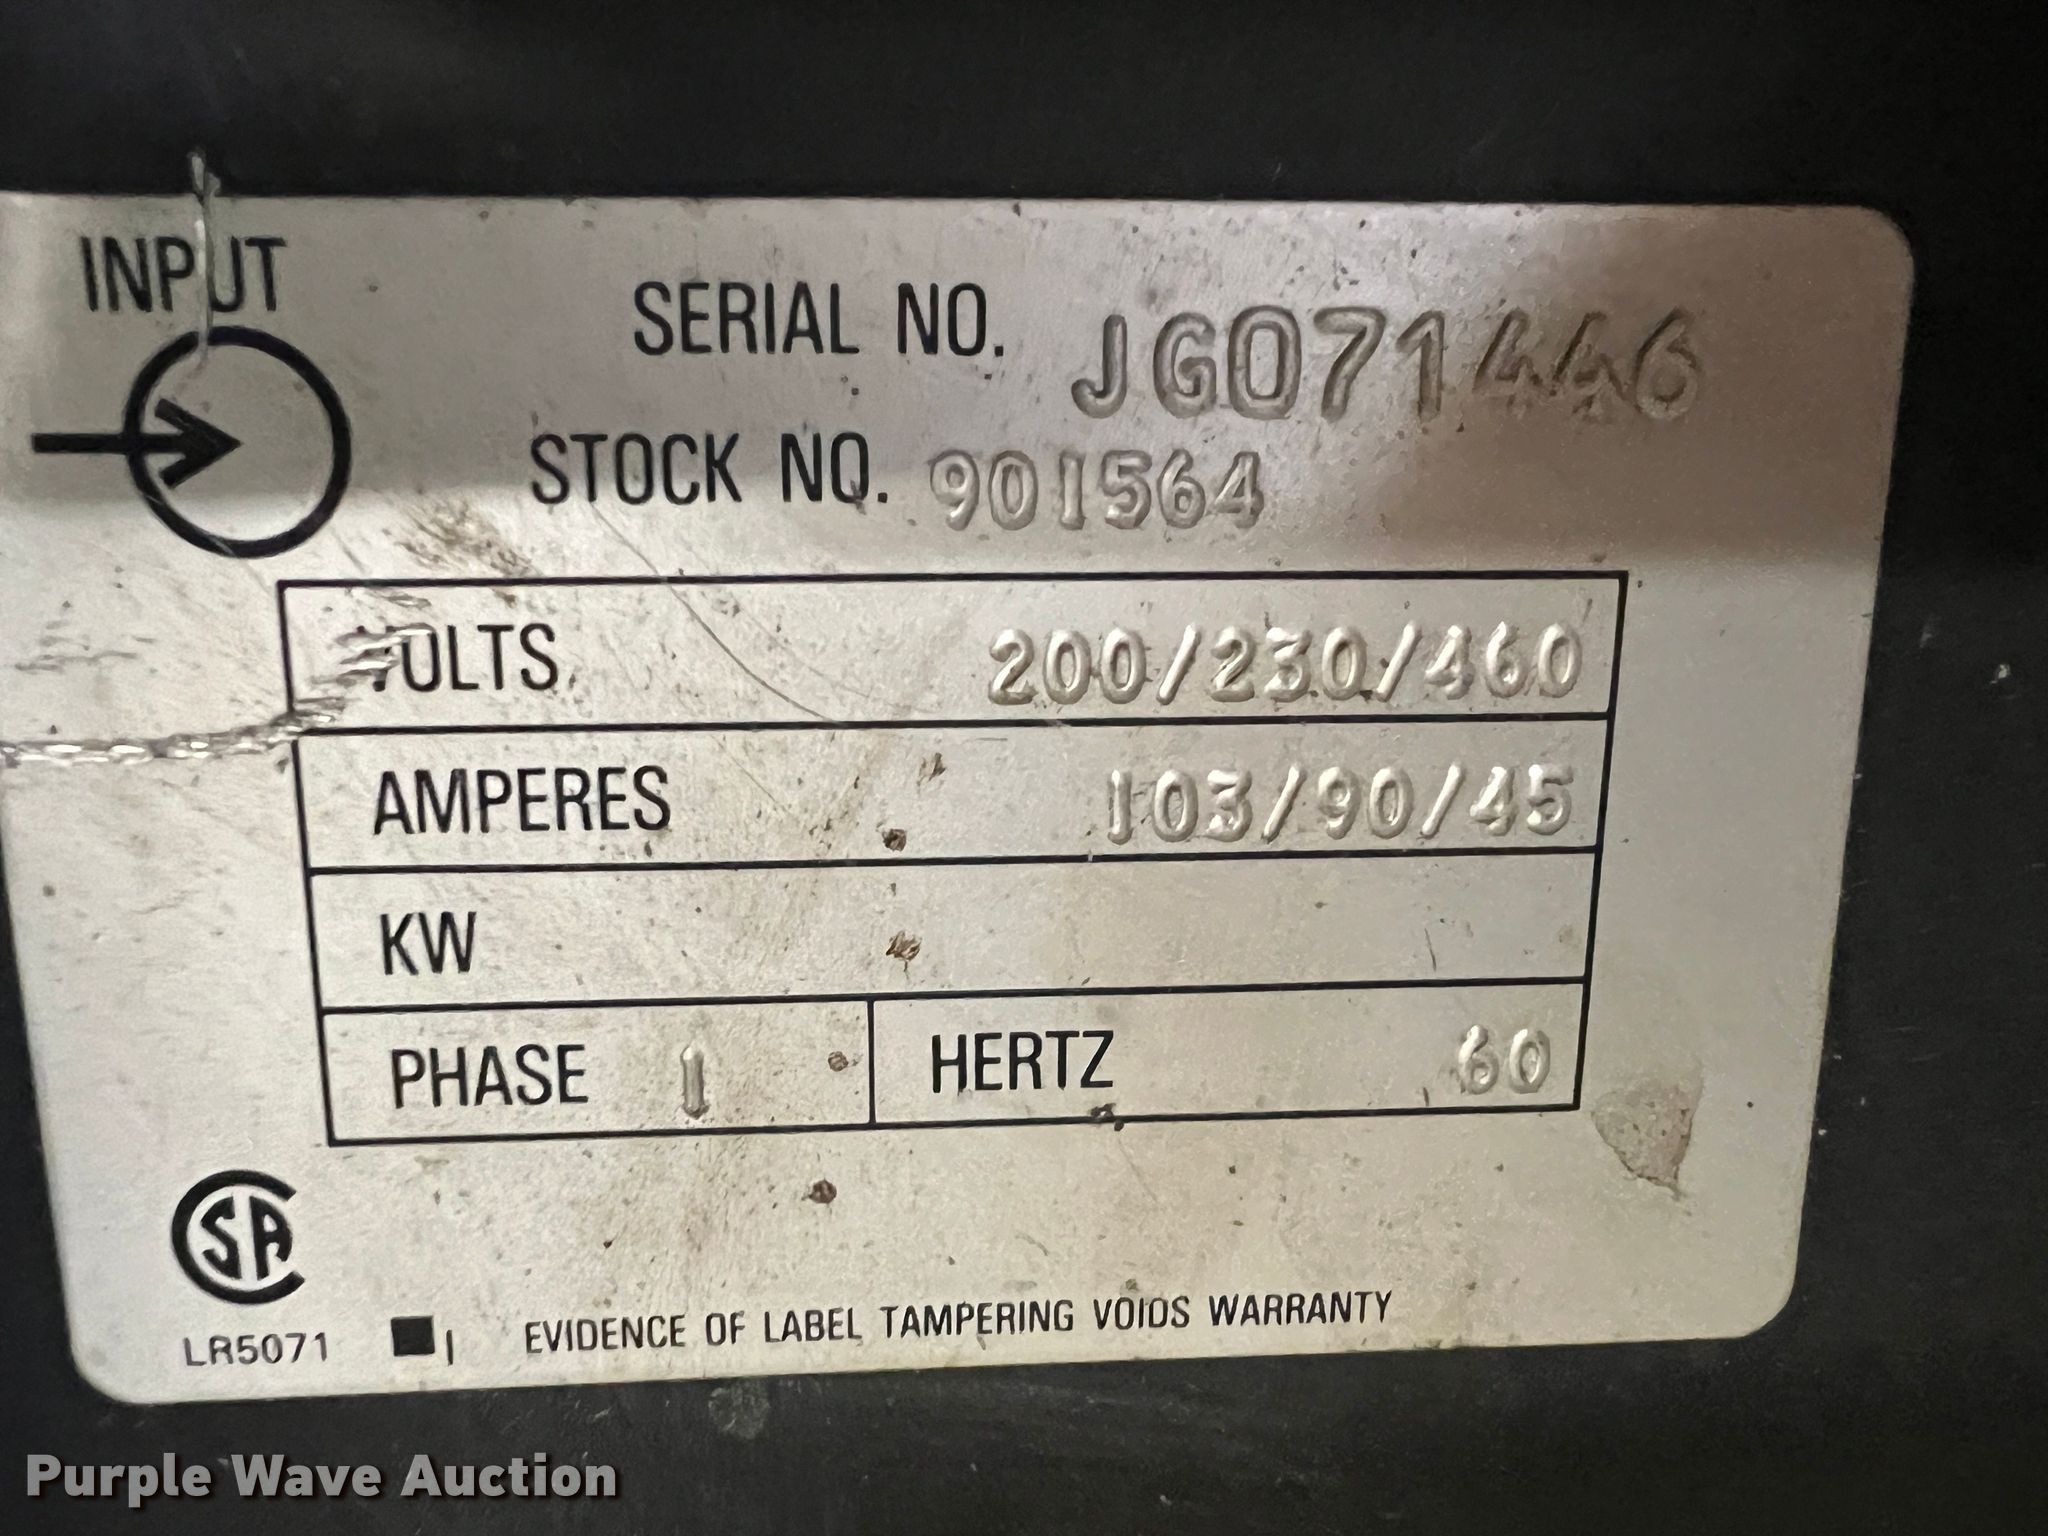 INPUT
SERIAL NO. JG071446
STOCK NO. 901564
VOLTS 200/230/460
AMPERES 103/90/45
KW
PHASE 1 HERTZ 60
SA
LR5071 EVIDENCE OF LABEL TAMPERING VOIDS WARRANTY
Purple Wave Auction